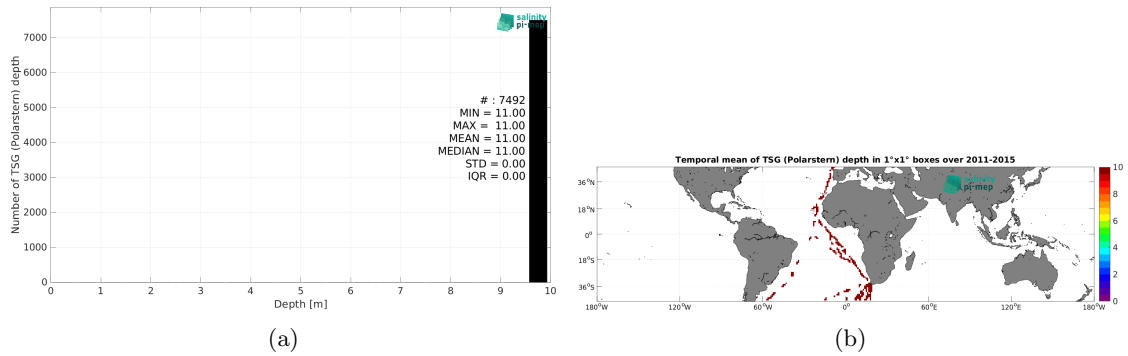 salinity
pi-mep
Number of TSG (Polarstern) depth
7000
6000
5000
4000
3000
2000
1000
0
# : 7492
MIN = 11.00
MAX = 11.00
MEAN = 11.00
MEDIAN = 11.00
STD = 0.00
IQR = 0.00
0 1 2 3 4 5 6 7 8 9 10
Depth [m]
(a)
Temporal mean of TSG (Polarstern) depth in 1°x1° boxes over 2011-2015
salinity
pi-mep
36°N
18°N
0°
18°S
36°S
180°W 120°W 60°W 0° 60°E 120°E 180°W
10
8
6
4
2
0
(b)